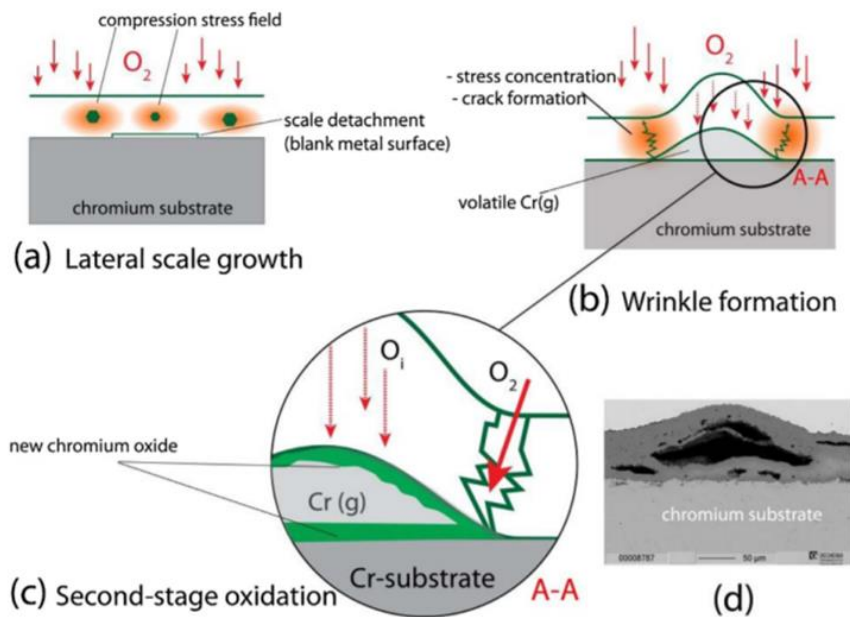 compression stress field
O2
scale detachment
(blank metal surface)
chromium substrate
(a) Lateral scale growth
- stress concentration
- crack formation
O2
volatile Cr(g)
A-A
chromium substrate
(b) Wrinkle formation
Oi
O2
new chromium oxide
Cr (g)
Cr-substrate
A-A
(c) Second-stage oxidation
chromium substrate
00008787
50 µm
(d)